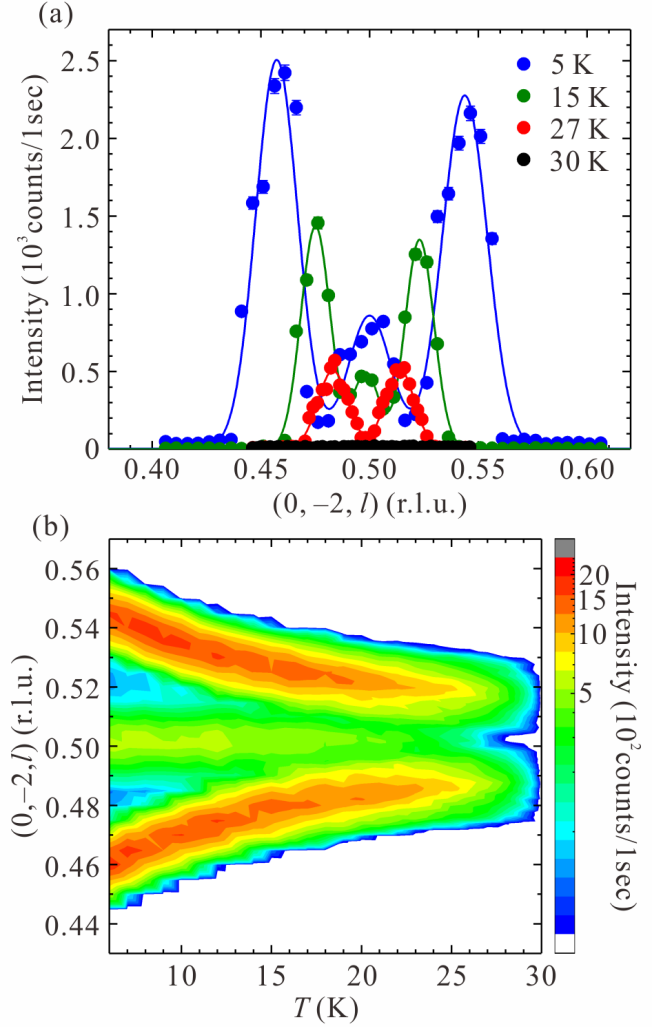 (a)
Intensity (10³counts/1sec)
2.5
2.0
1.5
1.0
0.5
0
5 K
15 K
27 K
30 K
0.40 0.45 0.50 0.55 0.60
(0, −2, l) (r.l.u.)
(b)
(0, −2,l) (r.l.u.)
0.56
0.54
0.52
0.50
0.48
0.46
0.44
10 15 20 25 30
T (K)
20
15
10
5
Intensity (10² counts/1sec)